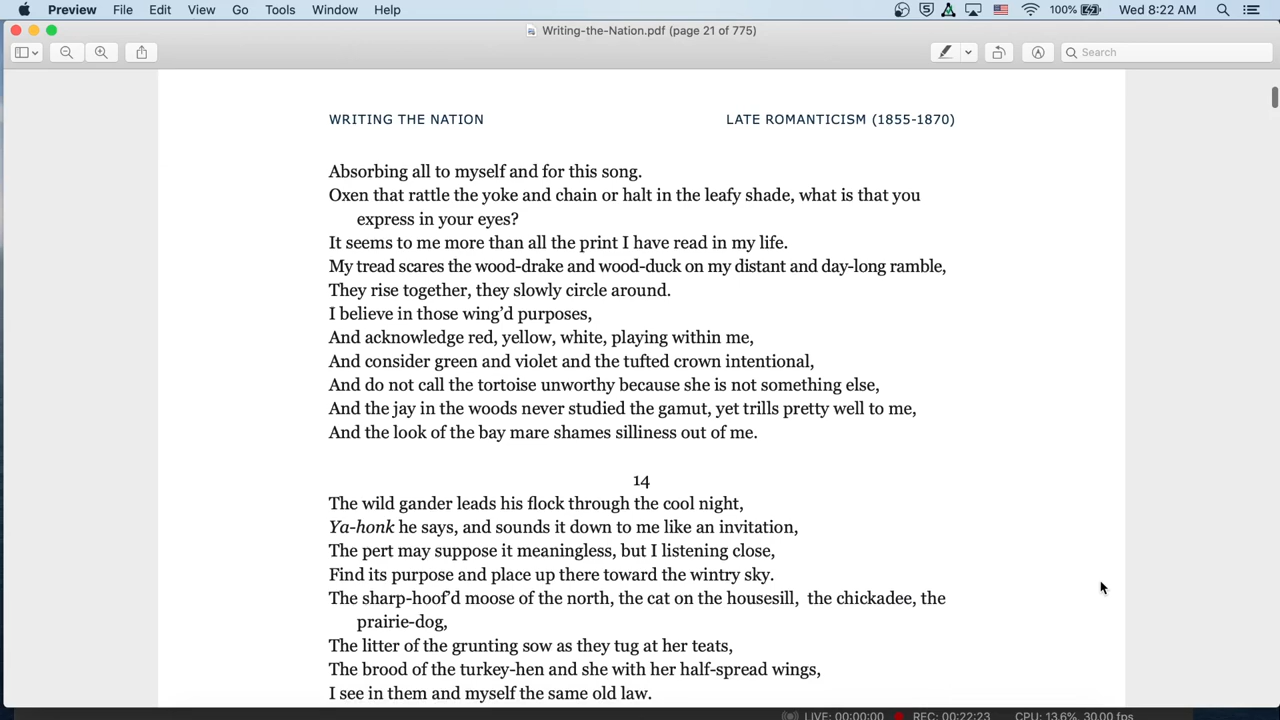 Preview File Edit View Go Tools Window Help 100% Wed 8:22 AM
Writing-the-Nation.pdf (page 21 of 775)
Search
WRITING THE NATION LATE ROMANTICISM (1855-1870)
Absorbing all to myself and for this song.
Oxen that rattle the yoke and chain or halt in the leafy shade, what is that you
express in your eyes?
It seems to me more than all the print I have read in my life.
My tread scares the wood-drake and wood-duck on my distant and day-long ramble,
They rise together, they slowly circle around.
I believe in those wing’d purposes,
And acknowledge red, yellow, white, playing within me,
And consider green and violet and the tufted crown intentional,
And do not call the tortoise unworthy because she is not something else,
And the jay in the woods never studied the gamut, yet trills pretty well to me,
And the look of the bay mare shames silliness out of me.
14
The wild gander leads his flock through the cool night,
Ya-honk he says, and sounds it down to me like an invitation,
The pert may suppose it meaningless, but I listening close,
Find its purpose and place up there toward the wintry sky.
The sharp-hoof’d moose of the north, the cat on the housesill, the chickadee, the
prairie-dog,
The litter of the grunting sow as they tug at her teats,
The brood of the turkey-hen and she with her half-spread wings,
I see in them and myself the same old law.
LIVE: 00:00:00 REC: 00:22:23 CPU: 13.6%, 30.00 fps